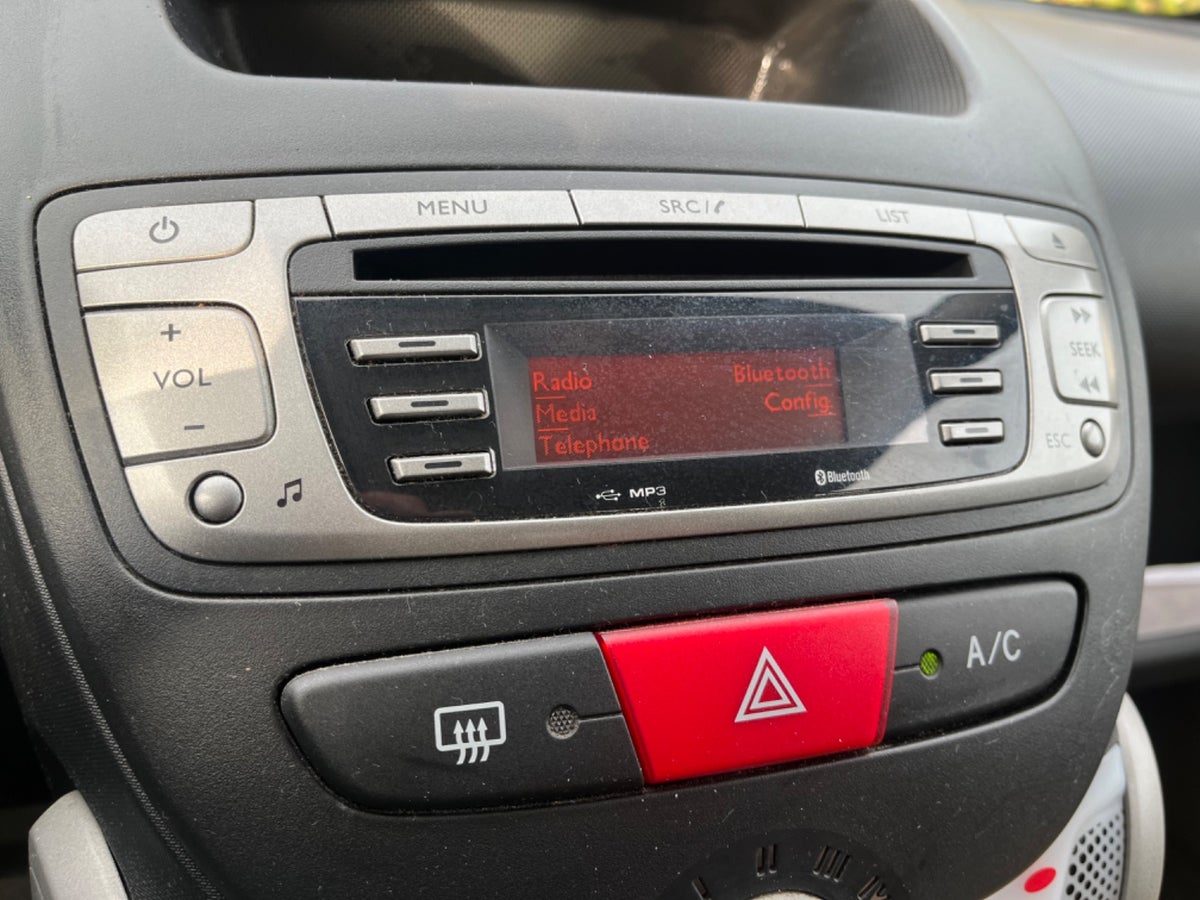 MENU
SRC/
LIST
+
VOL
−
SEEK
ESC
Radio
Bluetooth
Media
Config.
Telephone
MP3
Bluetooth
A/C